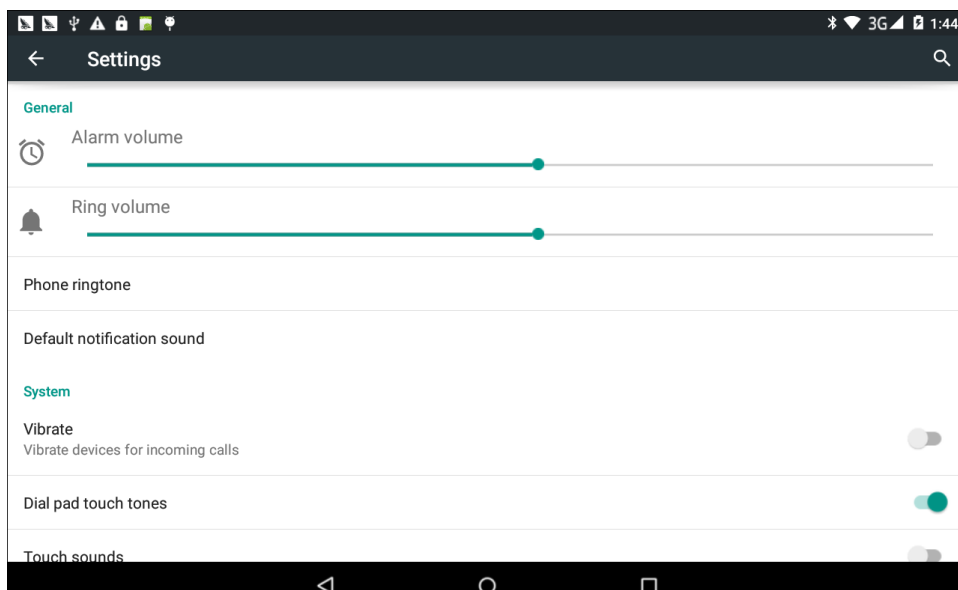 3G 1:44
Settings
General
Alarm volume
Ring volume
Phone ringtone
Default notification sound
System
Vibrate
Vibrate devices for incoming calls
Dial pad touch tones
Touch sounds